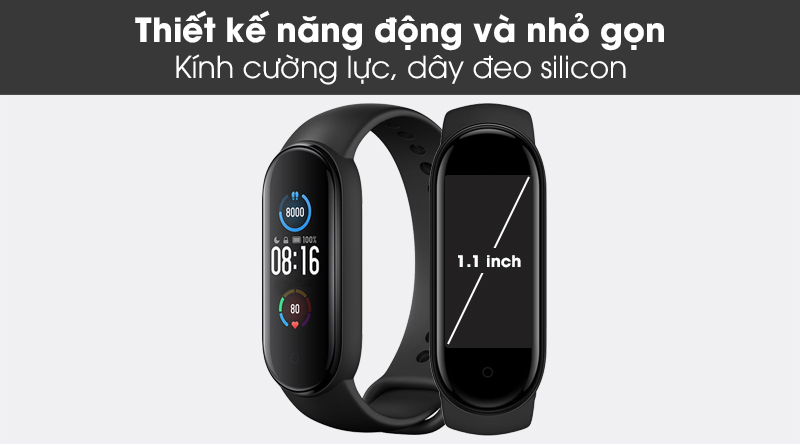 Thiết kế năng động và nhỏ gọn
Kính cường lực, dây đeo silicon
8000
100%
08:16
80
1.1 inch